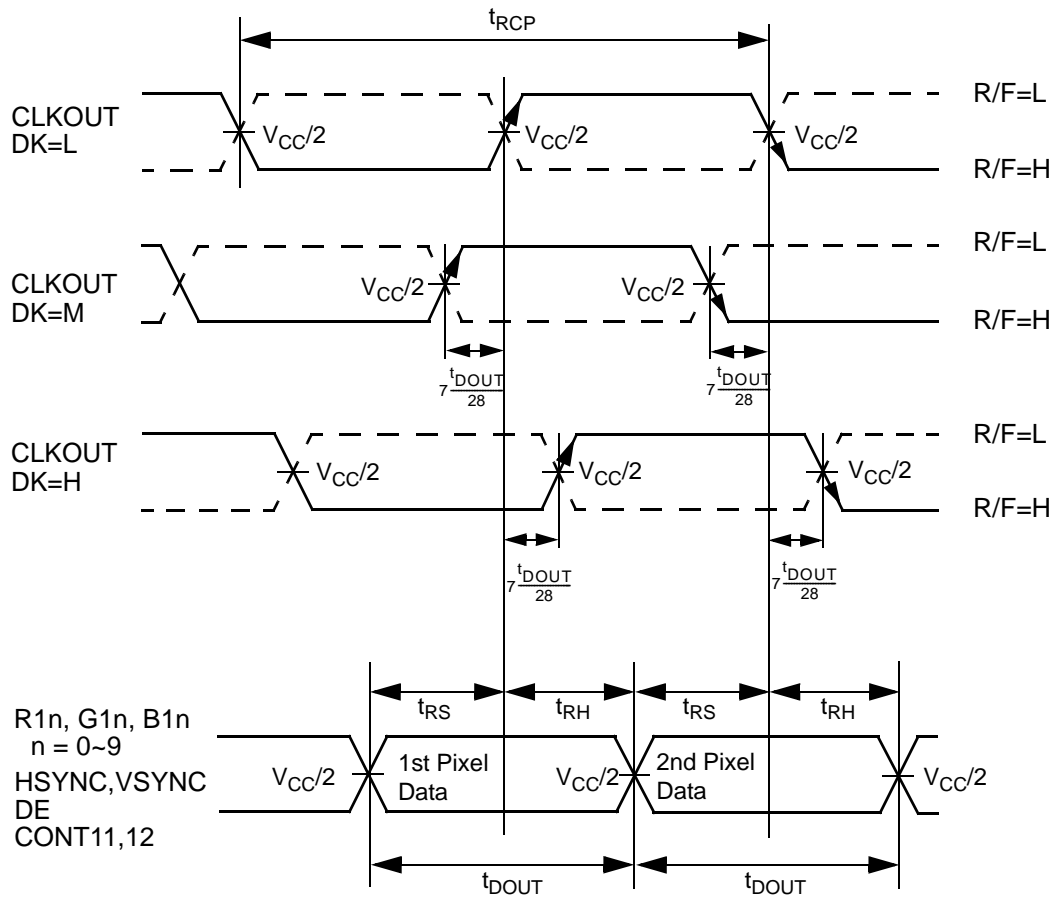 tRCP
R/F=L
CLKOUT
DK=L
VCC/2 VCC/2 VCC/2
R/F=H
R/F=L
CLKOUT
DK=M
VCC/2 VCC/2
R/F=H
7 tDOUT/28 7 tDOUT/28
R/F=L
CLKOUT
DK=H
VCC/2 VCC/2 VCC/2
R/F=H
7 tDOUT/28 7 tDOUT/28
tRS tRH tRS tRH
R1n, G1n, B1n
n = 0~9
HSYNC,VSYNC
DE
CONT11,12
VCC/2 1st Pixel
Data
VCC/2 2nd Pixel
Data
VCC/2
tDOUT tDOUT